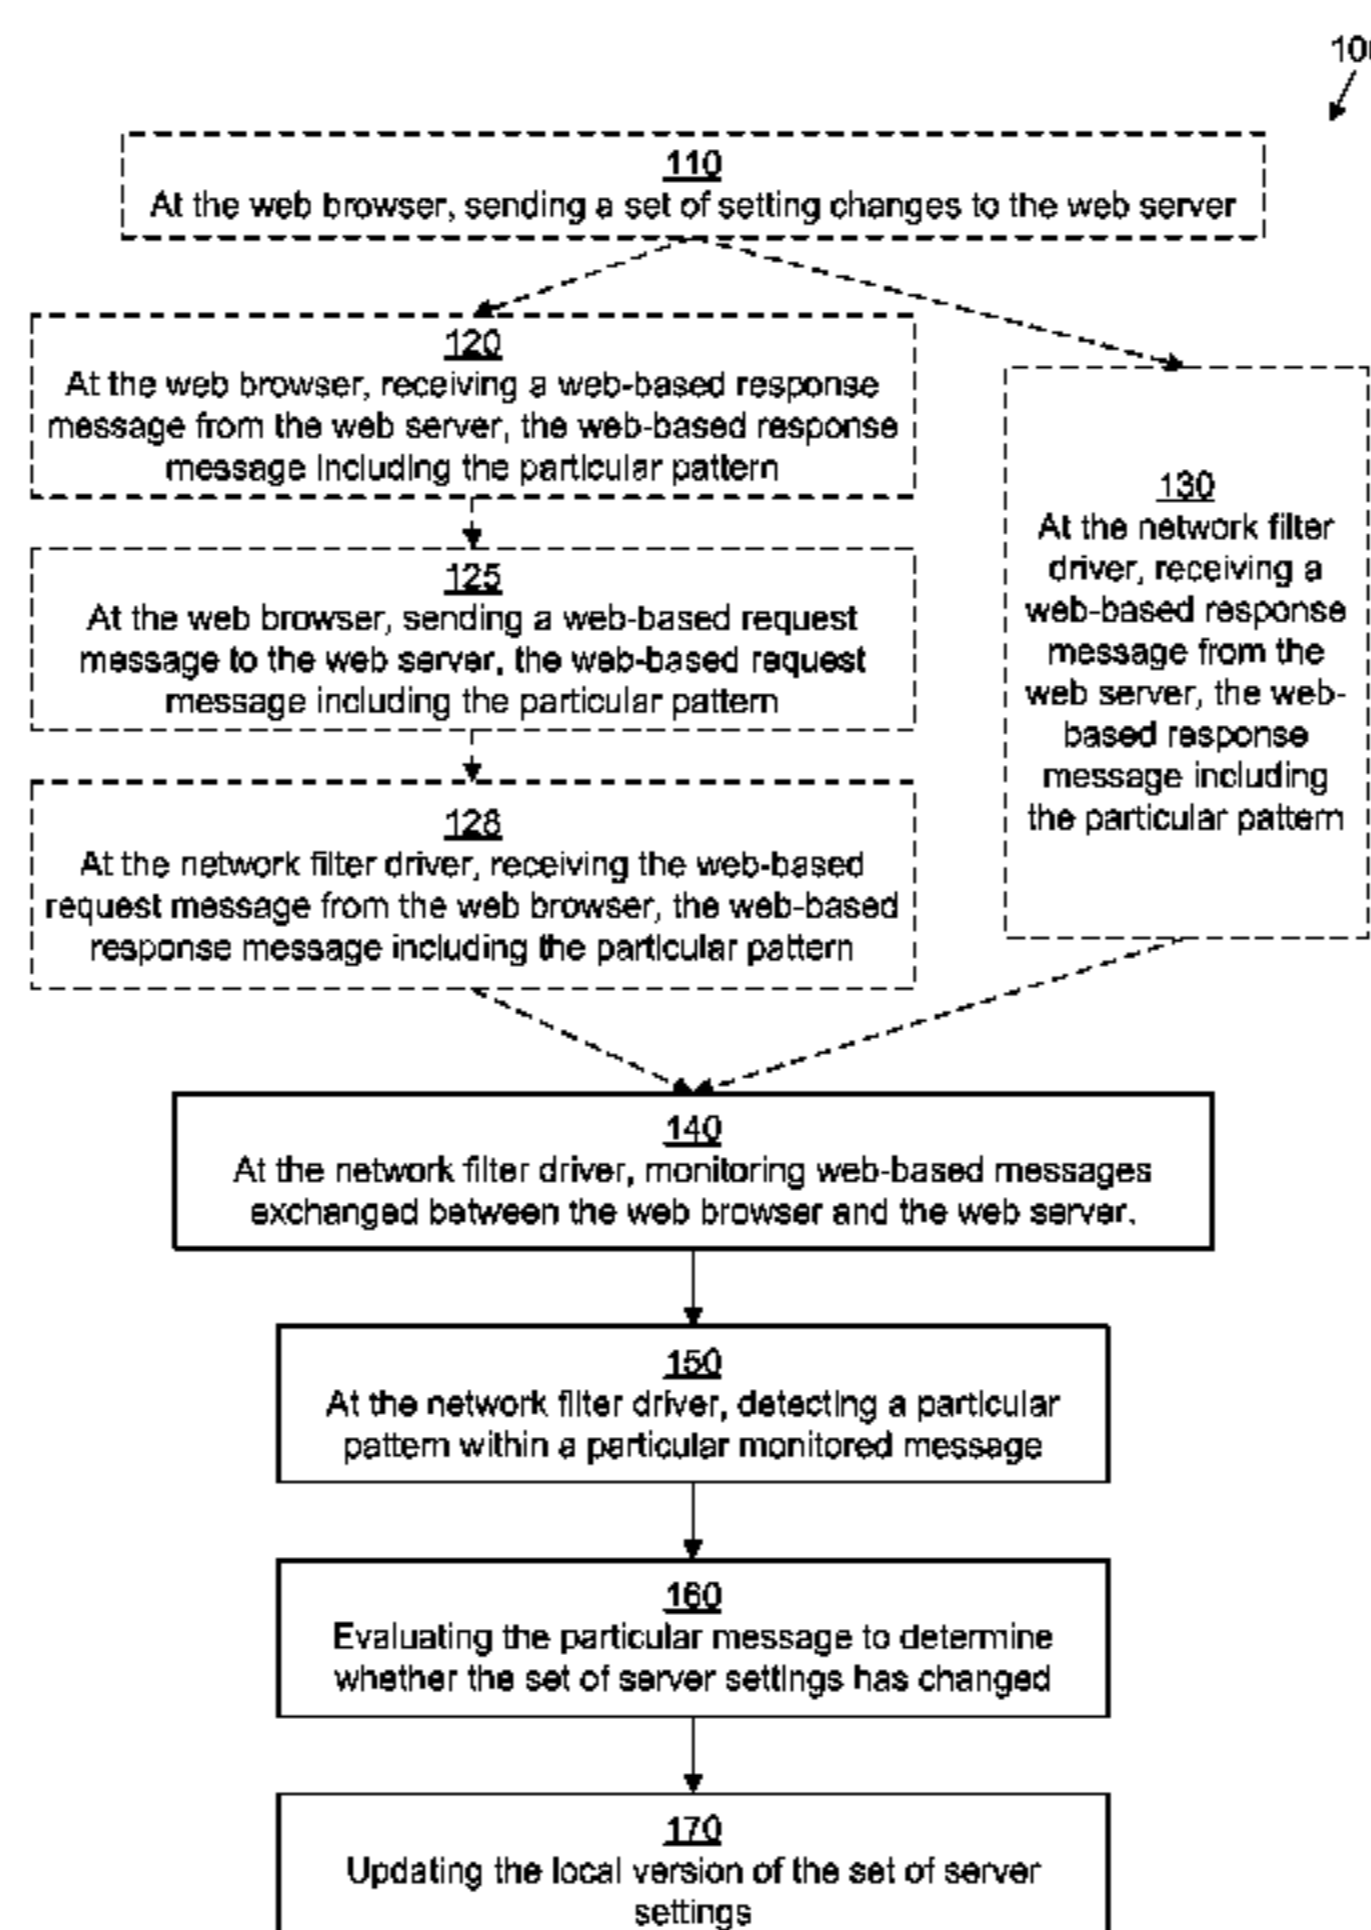 110
At the web browser, sending a set of setting changes to the web server
120
At the web browser, receiving a web-based response
message from the web server, the web-based response
message including the particular pattern
125
At the web browser, sending a web-based request
message to the web server, the web-based request
message including the particular pattern
128
At the network filter driver, receiving the web-based
request message from the web browser, the web-based
response message including the particular pattern
130
At the network filter
driver, receiving a
web-based response
message from the
web server, the web-
based response
message including
the particular pattern
140
At the network filter driver, monitoring web-based messages
exchanged between the web browser and the web server.
150
At the network filter driver, detecting a particular
pattern within a particular monitored message
160
Evaluating the particular message to determine
whether the set of server settings has changed
170
Updating the local version of the set of server
settings